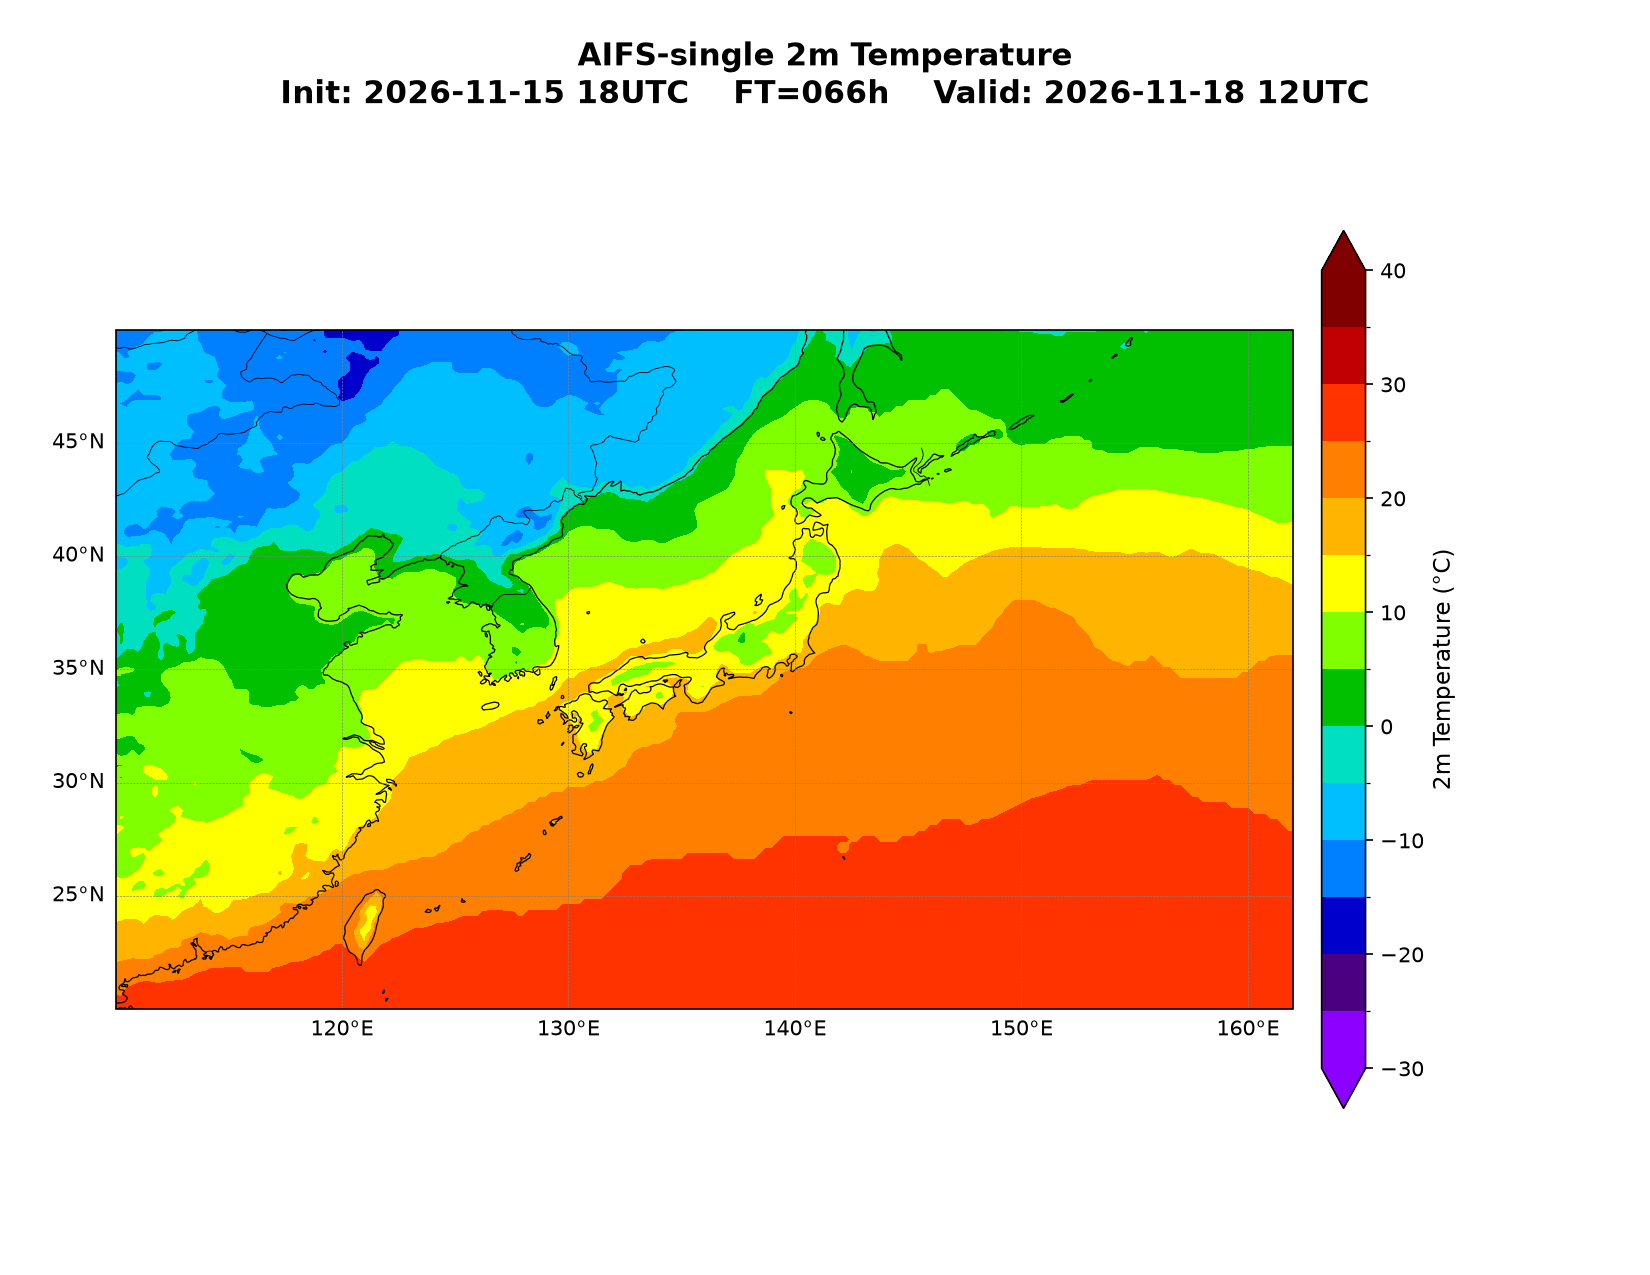 AIFS-single 2m Temperature
Init: 2026-11-15 18UTC    FT=066h    Valid: 2026-11-18 12UTC
45°N
40°N
35°N
30°N
25°N
120°E
130°E
140°E
150°E
160°E
40
30
20
10
0
−10
−20
−30
2m Temperature (°C)